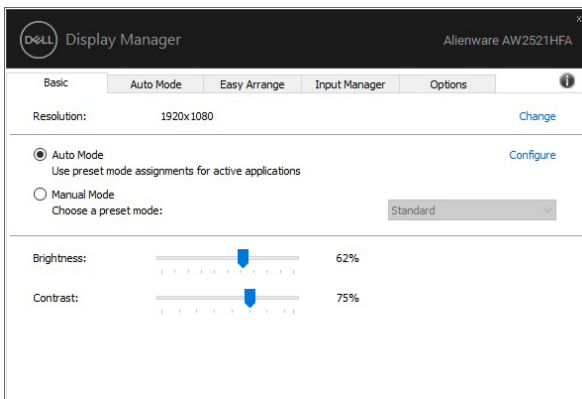 DELL Display Manager Alienware AW2521HFA
Basic Auto Mode Easy Arrange Input Manager Options
Resolution: 1920x1080 Change
Auto Mode Configure
Use preset mode assignments for active applications
Manual Mode
Choose a preset mode: Standard
Brightness: 62%
Contrast: 75%